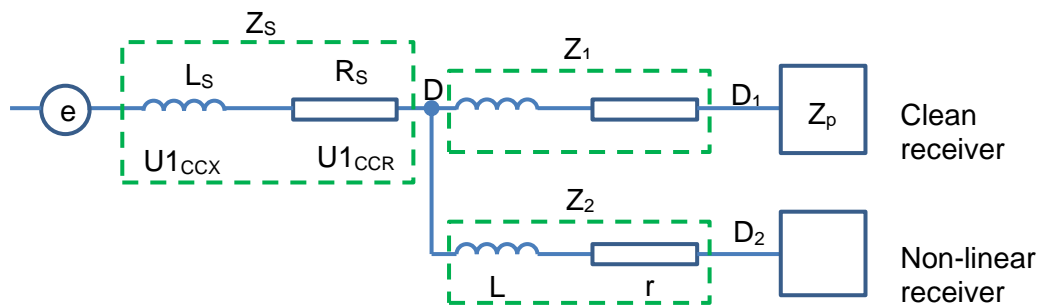 Z_S
L_S
R_S
e
U1_CCX
U1_CCR
D
Z_1
D_1
Z_p
Clean
receiver
Z_2
D_2
L
r
Non-linear
receiver